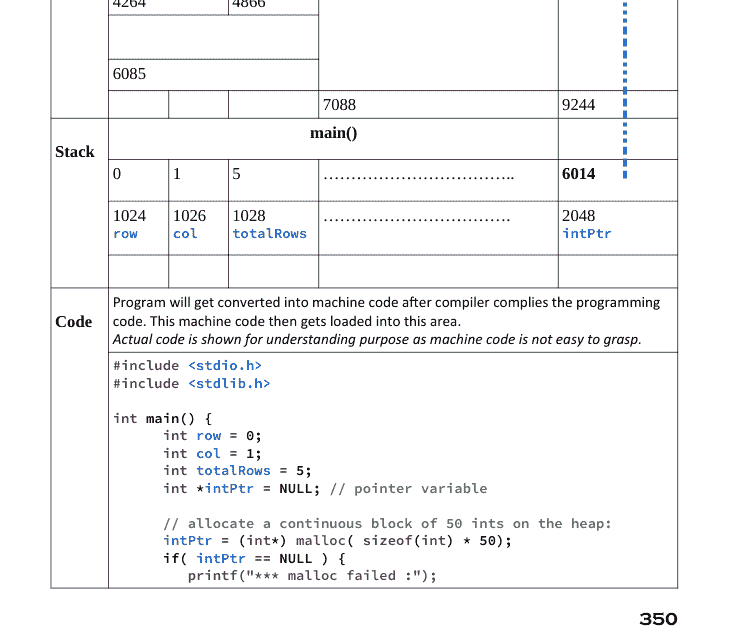 4264 4866
6085
7088 9244
main()
Stack
0 1 5 …………………………….. 6014
1024 1026 1028 ……………………………. 2048
row col totalRows intPtr
Program will get converted into machine code after compiler complies the programming
Code
code. This machine code then gets loaded into this area.
Actual code is shown for understanding purpose as machine code is not easy to grasp.
#include <stdio.h>
#include <stdlib.h>
int main() {
int row = 0;
int col = 1;
int totalRows = 5;
int *intPtr = NULL; // pointer variable
// allocate a continuous block of 50 ints on the heap:
intPtr = (int*) malloc( sizeof(int) * 50);
if( intPtr == NULL ) {
printf("*** malloc failed :");
350